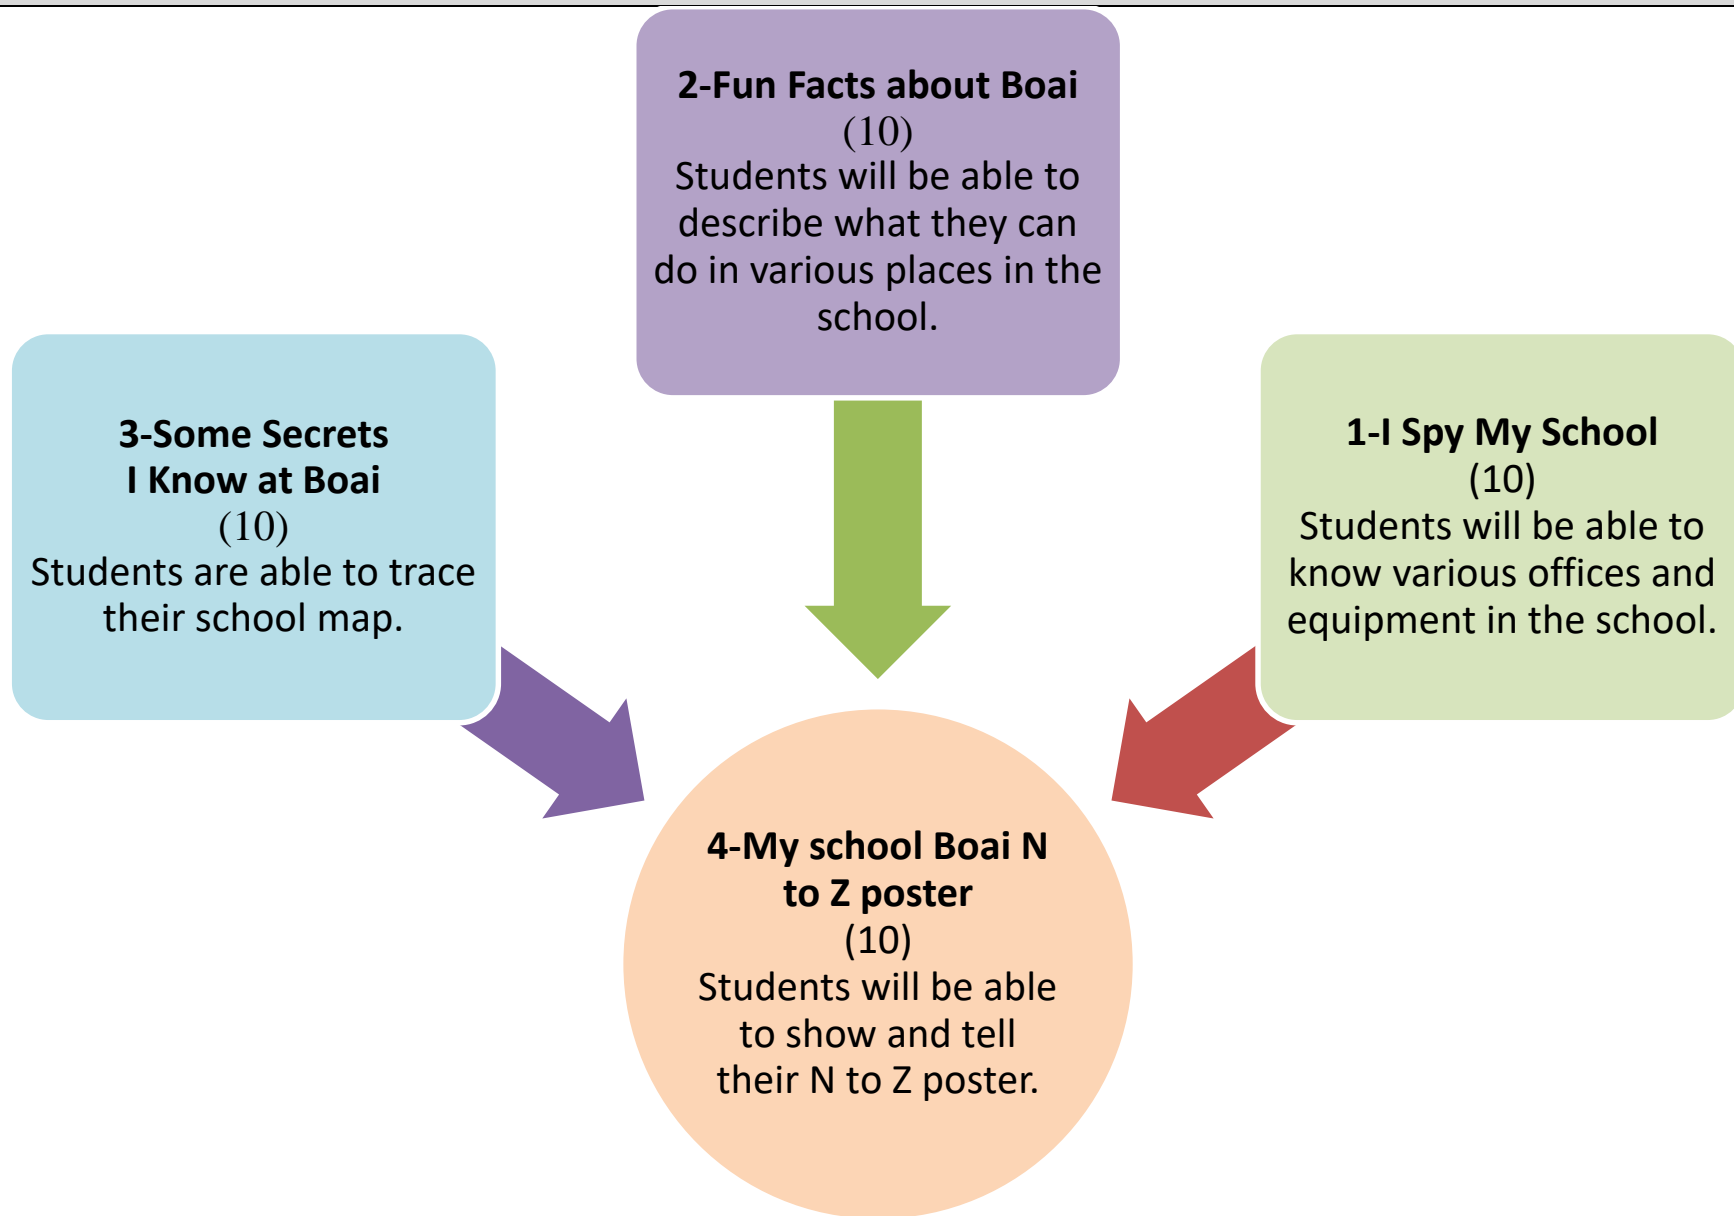 2-Fun Facts about Boai
(10)
Students will be able to
describe what they can
do in various places in the
school.
3-Some Secrets
I Know at Boai
(10)
Students are able to trace
their school map.
1-I Spy My School
(10)
Students will be able to
know various offices and
equipment in the school.
4-My school Boai N
to Z poster
(10)
Students will be able
to show and tell
their N to Z poster.